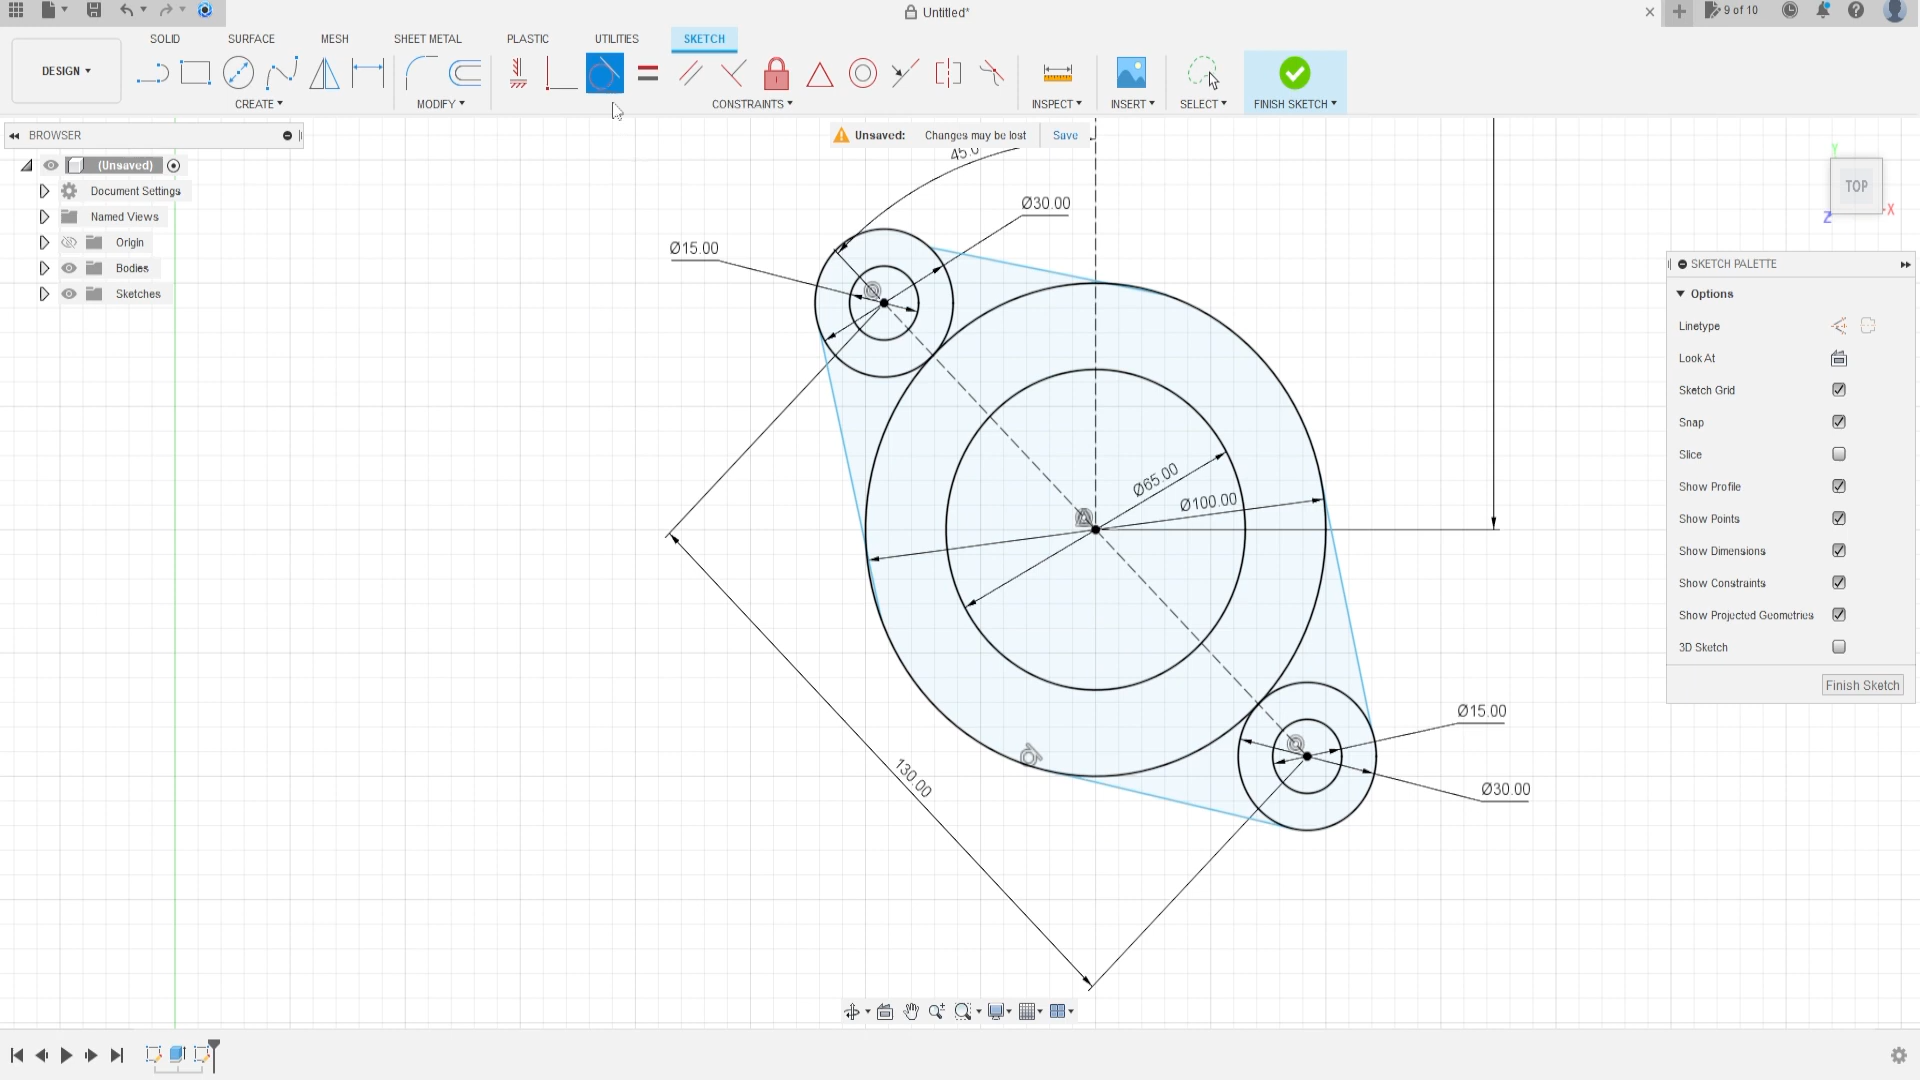 Untitled*
9 of 10
SOLID SURFACE MESH SHEET METAL PLASTIC UTILITIES SKETCH
DESIGN
CREATE MODIFY CONSTRAINTS INSPECT INSERT SELECT FINISH SKETCH
BROWSER
Unsaved: Changes may be lost Save
(Unsaved)
Document Settings
Named Views
Origin
Bodies
Sketches
TOP
Y
X
Z
45.0
Ø30.00
Ø15.00
Ø65.00
Ø100.00
130.00
Ø15.00
Ø30.00
SKETCH PALETTE
Options
Linetype
Look At
Sketch Grid
Snap
Slice
Show Profile
Show Points
Show Dimensions
Show Constraints
Show Projected Geometries
3D Sketch
Finish Sketch